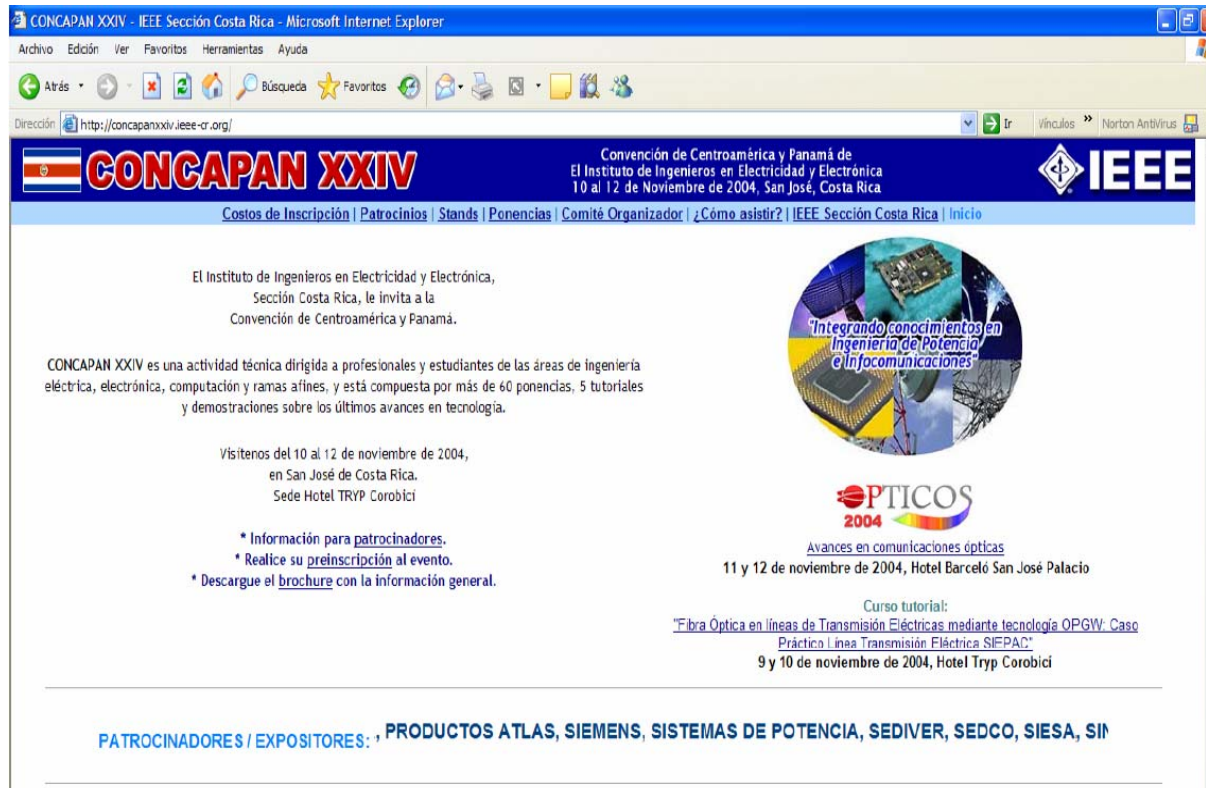 CONCAPAN XXIV - IEEE Sección Costa Rica - Microsoft Internet Explorer
Archivo Edición Ver Favoritos Herramientas Ayuda
Atrás Búsqueda Favoritos
Dirección http://concapanxxiv.ieee-cr.org/ Ir Vínculos » Norton AntiVirus
CONCAPAN XXIV
Convención de Centroamérica y Panamá de
El Instituto de Ingenieros en Electricidad y Electrónica
10 al 12 de Noviembre de 2004, San José, Costa Rica
IEEE
Costos de Inscripción | Patrocinios | Stands | Ponencias | Comité Organizador | ¿Cómo asistir? | IEEE Sección Costa Rica | Inicio
El Instituto de Ingenieros en Electricidad y Electrónica,
Sección Costa Rica, le invita a la
Convención de Centroamérica y Panamá.
CONCAPAN XXIV es una actividad técnica dirigida a profesionales y estudiantes de las áreas de ingeniería
eléctrica, electrónica, computación y ramas afines, y está compuesta por más de 60 ponencias, 5 tutoriales
y demostraciones sobre los últimos avances en tecnología.
Visítenos del 10 al 12 de noviembre de 2004,
en San José de Costa Rica.
Sede Hotel TRYP Corobicí
* Información para patrocinadores.
* Realice su preinscripción al evento.
* Descargue el brochure con la información general.
"Integrando conocimientos en
Ingeniería de Potencia
e Infocomunicaciones"
OPTICOS
2004
Avances en comunicaciones ópticas
11 y 12 de noviembre de 2004, Hotel Barceló San José Palacio
Curso tutorial:
"Fibra Óptica en líneas de Transmisión Eléctricas mediante tecnología OPGW: Caso
Práctico Línea Transmisión Eléctrica SIEPAC"
9 y 10 de noviembre de 2004, Hotel Tryp Corobicí
PATROCINADORES / EXPOSITORES: , PRODUCTOS ATLAS, SIEMENS, SISTEMAS DE POTENCIA, SEDIVER, SEDCO, SIESA,